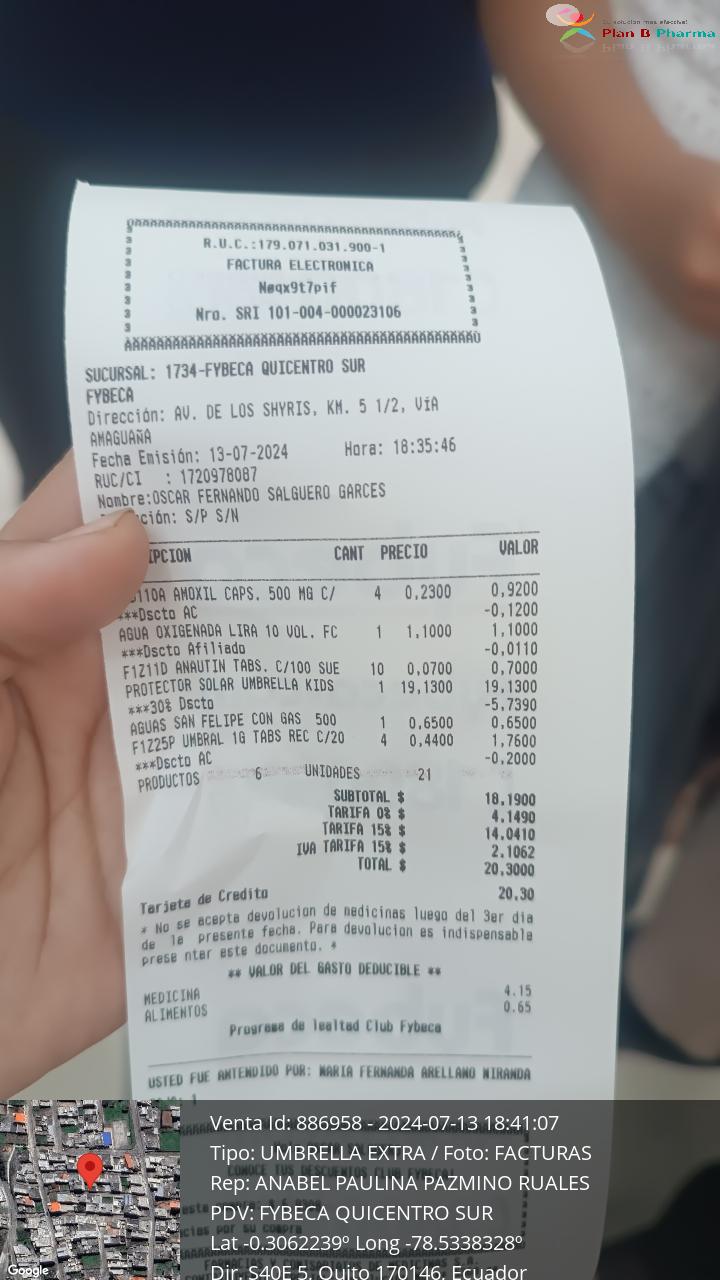 Tu solución más efectiva!
Plan B Pharma
R.U.C.:179.071.031.900-1
FACTURA ELECTRONICA
Nøqx9t7pif
Nro. SRI 101-004-000023106
SUCURSAL: 1734-FYBECA QUICENTRO SUR
FYBECA
Dirección: AV. DE LOS SHYRIS, KM. 5 1/2, VíA
AMAGUAñA
Fecha Emisión: 13-07-2024 Hora: 18:35:46
RUC/CI : 1720978087
Nombre:OSCAR FERNANDO SALGUERO GARCES
ción: S/P S/N
IPCION CANT PRECIO VALOR
110A AMOXIL CAPS. 500 MG C/ 4 0,2300 0,9200
***Dscto AC -0,1200
AGUA OXIGENADA LIRA 10 VOL. FC 1 1,1000 1,1000
***Dscto Afiliado -0,0110
F1Z11D ANAUTIN TABS. C/100 SUE 10 0,0700 0,7000
PROTECTOR SOLAR UMBRELLA KIDS 1 19,1300 19,1300
***30% Dscto -5,7390
AGUAS SAN FELIPE CON GAS 500 1 0,6500 0,6500
F1Z25P UMBRAL 1G TABS REC C/20 4 0,4400 1,7600
***Dscto AC -0,2000
PRODUCTOS 6 UNIDADES 21
SUBTOTAL $ 18.1900
TARIFA 0% $ 4.1490
TARIFA 15% $ 14.0410
IVA TARIFA 15% $ 2.1062
TOTAL $ 20,3000
Tarjeta de Credito 20,30
* No se acepta devolucion de medicinas luego del 3er dia
de la presente fecha. Para devolucion es indispensable
prese ntar este documento. *
** VALOR DEL GASTO DEDUCIBLE **
MEDICINA 4.15
ALIMENTOS 0.65
Programa de lealtad Club Fybeca
USTED FUE ANTENDIDO POR: MARIA FERNANDA ARELLANO MIRANDA
Venta Id: 886958 - 2024-07-13 18:41:07
Tipo: UMBRELLA EXTRA / Foto: FACTURAS
CONOCE TUS DESCUENTOS CLUB FYBECA!
Rep: ANABEL PAULINA PAZMINO RUALES
PDV: FYBECA QUICENTRO SUR
Lat -0.3062239º Long -78.5338328º
Dir. S40E 5, Quito 170146, Ecuador
Google